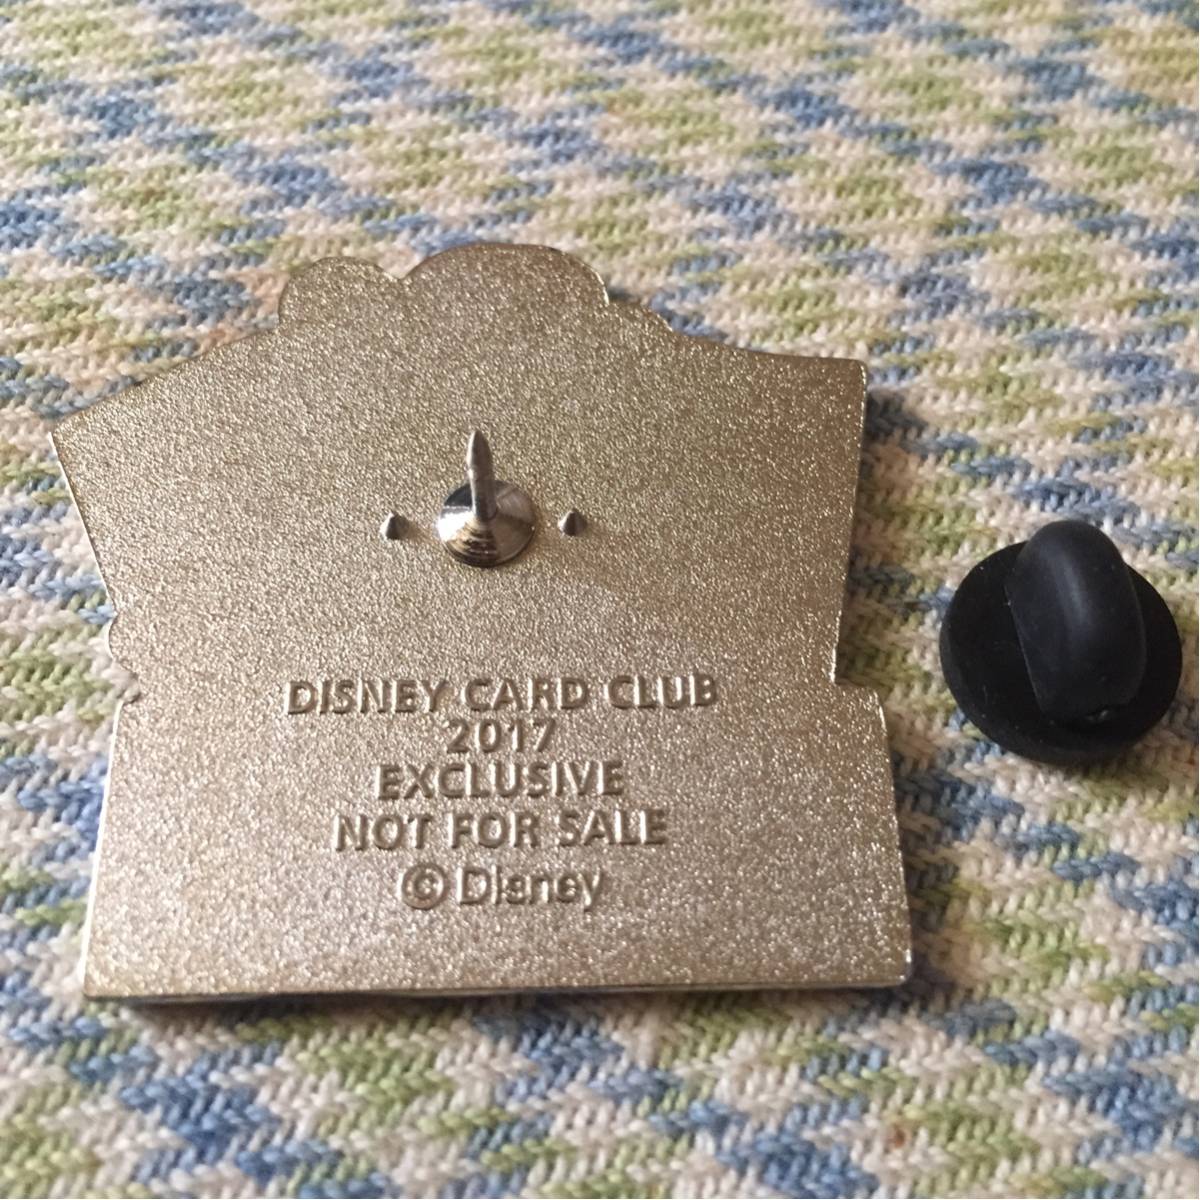 DISNEY CARD CLUB
2017
EXCLUSIVE
NOT FOR SALE
© Disney